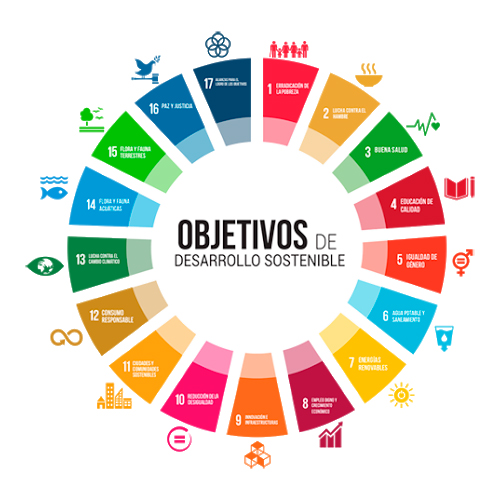 OBJETIVOS DE
DESARROLLO SOSTENIBLE
1 ERRADICACIÓN DE
LA POBREZA
2 LUCHA CONTRA EL
HAMBRE
3 BUENA SALUD
4 EDUCACIÓN DE
CALIDAD
5 IGUALDAD DE
GÉNERO
6 AGUA POTABLE Y
SANEAMIENTO
7 ENERGÍAS
RENOVABLES
8 EMPLEO DIGNO Y
CRECIMIENTO
ECONÓMICO
9 INNOVACIÓN E
INFRAESTRUCTURAS
10 REDUCCIÓN DE LA
DESIGUALDAD
11 CIUDADES Y
COMUNIDADES
SOSTENIBLES
12 CONSUMO
RESPONSABLE
13 LUCHA CONTRA EL
CAMBIO CLIMÁTICO
14 FLORA Y FAUNA
ACUÁTICAS
15 FLORA Y FAUNA
TERRESTRES
16 PAZ Y JUSTICIA
17 ALIANZAS PARA EL
LOGRO DE LOS OBJETIVOS